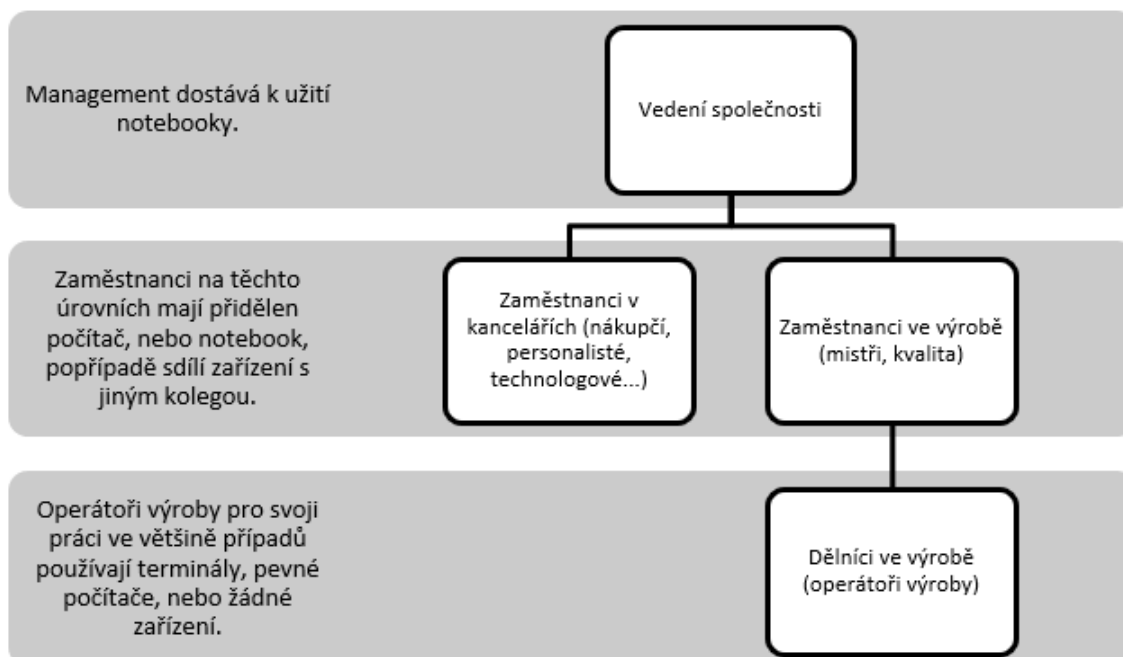 Management dostává k užití
notebooky.
Vedení společnosti
Zaměstnanci na těchto
úrovních mají přidělen
počítač, nebo notebook,
popřípadě sdílí zařízení s
jiným kolegou.
Zaměstnanci v
kancelářích (nákupčí,
personalisté,
technologové...)
Zaměstnanci ve výrobě
(mistři, kvalita)
Operátoři výroby pro svoji
práci ve většině případů
používají terminály, pevné
počítače, nebo žádné
zařízení.
Dělníci ve výrobě
(operátoři výroby)